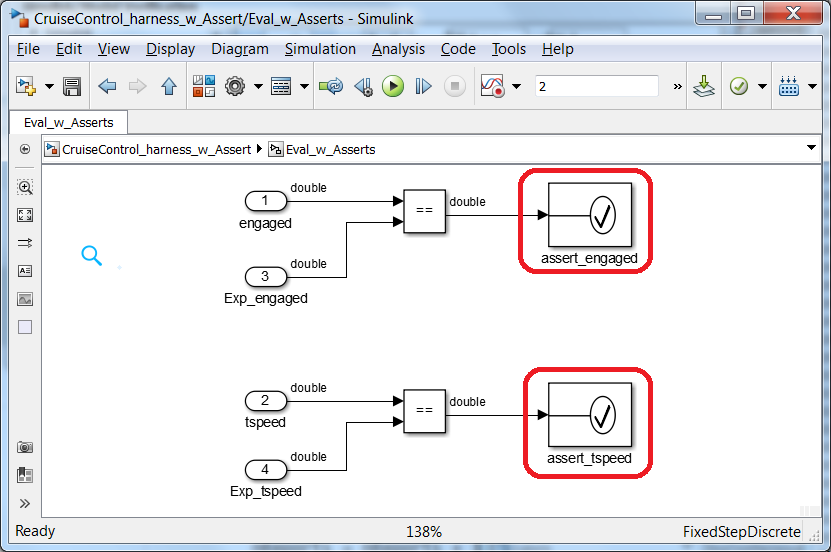 CruiseControl_harness_w_Assert/Eval_w_Asserts - Simulink
File Edit View Display Diagram Simulation Analysis Code Tools Help
2 »
Eval_w_Asserts
CruiseControl_harness_w_Assert Eval_w_Asserts
double
1 == double
engaged
assert_engaged
double
3
Exp_engaged
double
2 == double
tspeed
assert_tspeed
double
4
Exp_tspeed
Ready 138% FixedStepDiscrete